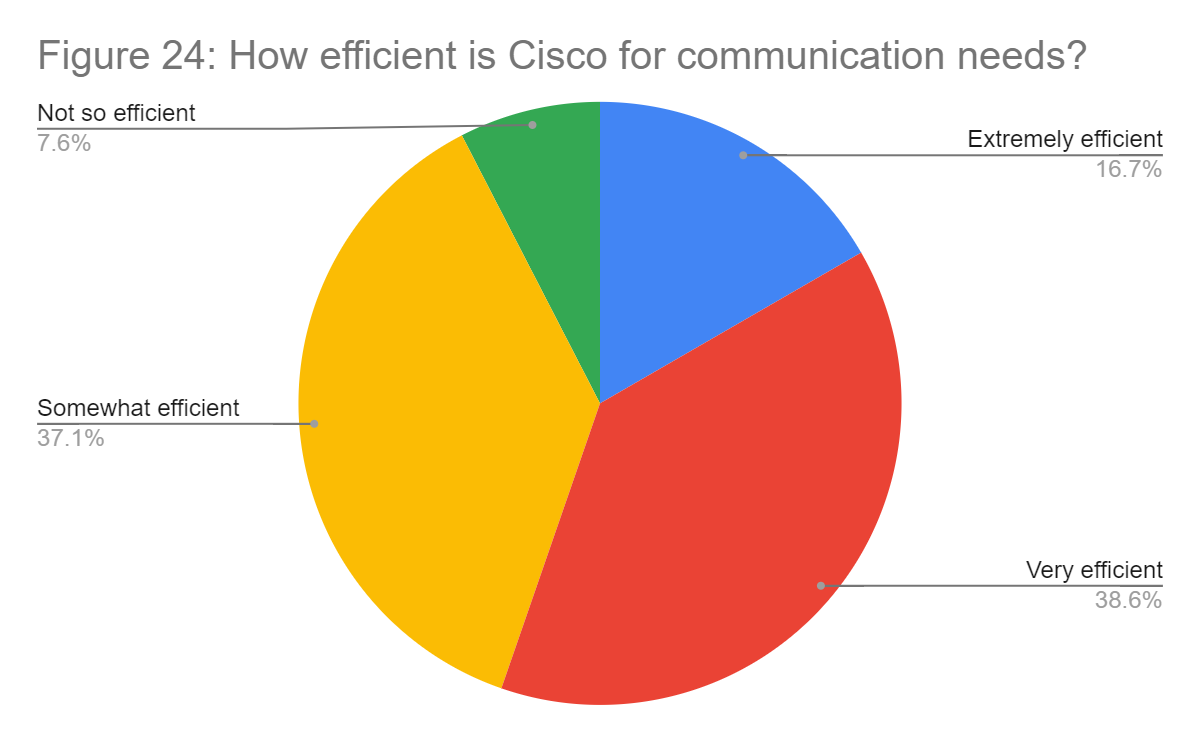 Figure 24: How efficient is Cisco for communication needs?
Not so efficient
7.6%
Extremely efficient
16.7%
Somewhat efficient
37.1%
Very efficient
38.6%